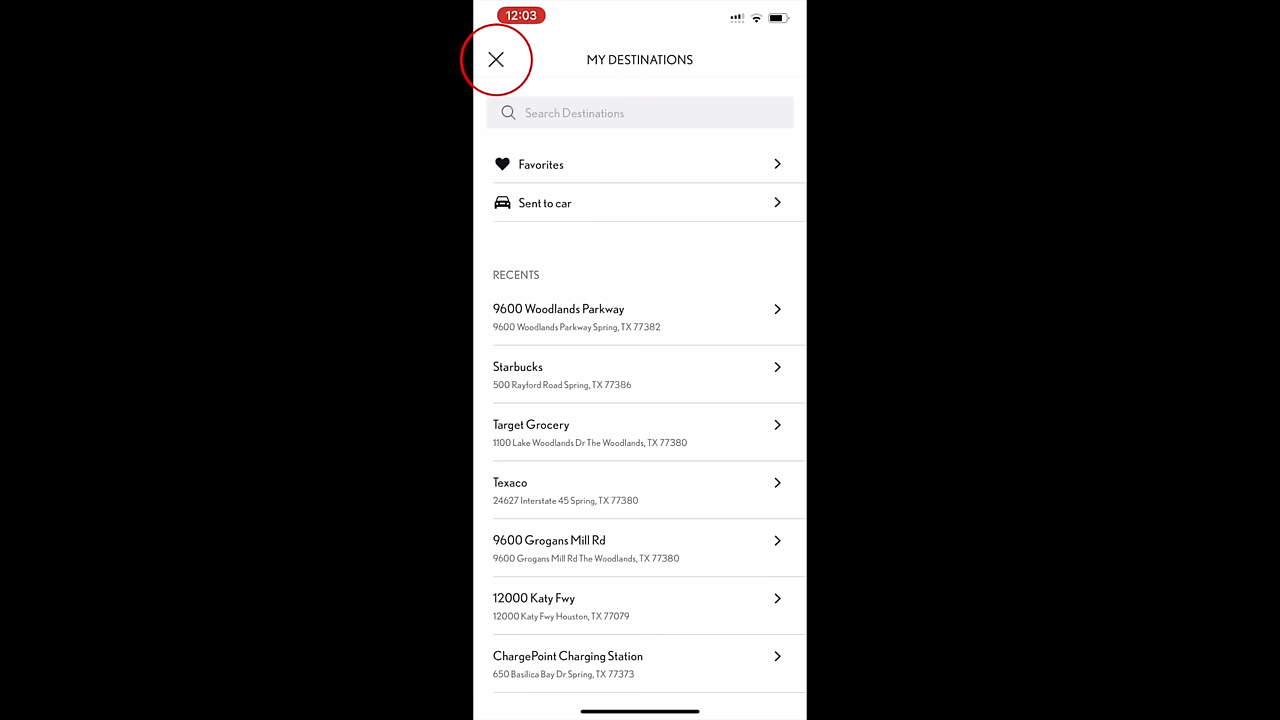 12:03
MY DESTINATIONS
Search Destinations
Favorites
Sent to car
RECENTS
9600 Woodlands Parkway
9600 Woodlands Parkway Spring, TX 77382
Starbucks
500 Rayford Road Spring, TX 77386
Target Grocery
1100 Lake Woodlands Dr The Woodlands, TX 77380
Texaco
24627 Interstate 45 Spring, TX 77380
9600 Grogans Mill Rd
9600 Grogans Mill Rd The Woodlands, TX 77380
12000 Katy Fwy
12000 Katy Fwy Houston, TX 77079
ChargePoint Charging Station
650 Basilica Bay Dr Spring, TX 77373